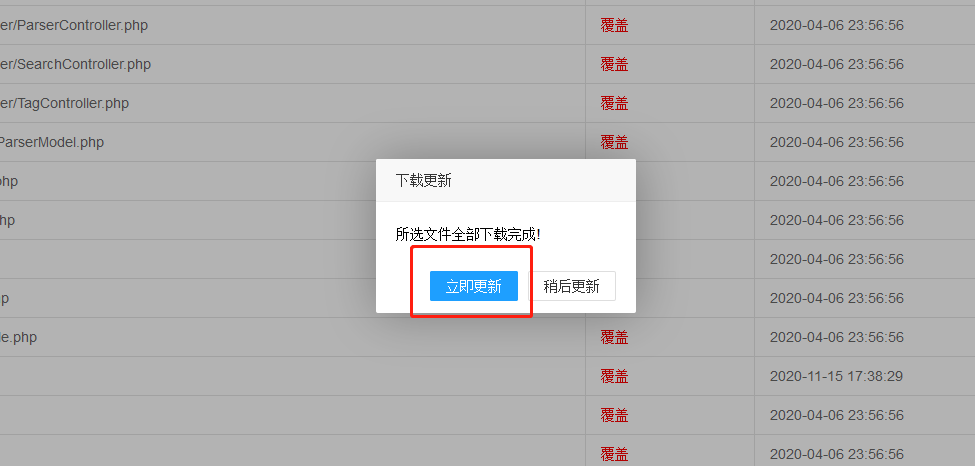 er/ParserController.php 覆盖 2020-04-06 23:56:56
er/SearchController.php 覆盖 2020-04-06 23:56:56
er/TagController.php 覆盖 2020-04-06 23:56:56
ParserModel.php 覆盖 2020-04-06 23:56:56
php 2020-04-06 23:56:56
hp 2020-04-06 23:56:56
2020-04-06 23:56:56
p 2020-04-06 23:56:56
le.php 覆盖 2020-04-06 23:56:56
覆盖 2020-11-15 17:38:29
覆盖 2020-04-06 23:56:56
覆盖 2020-04-06 23:56:56
下载更新
所选文件全部下载完成!
立即更新 稍后更新